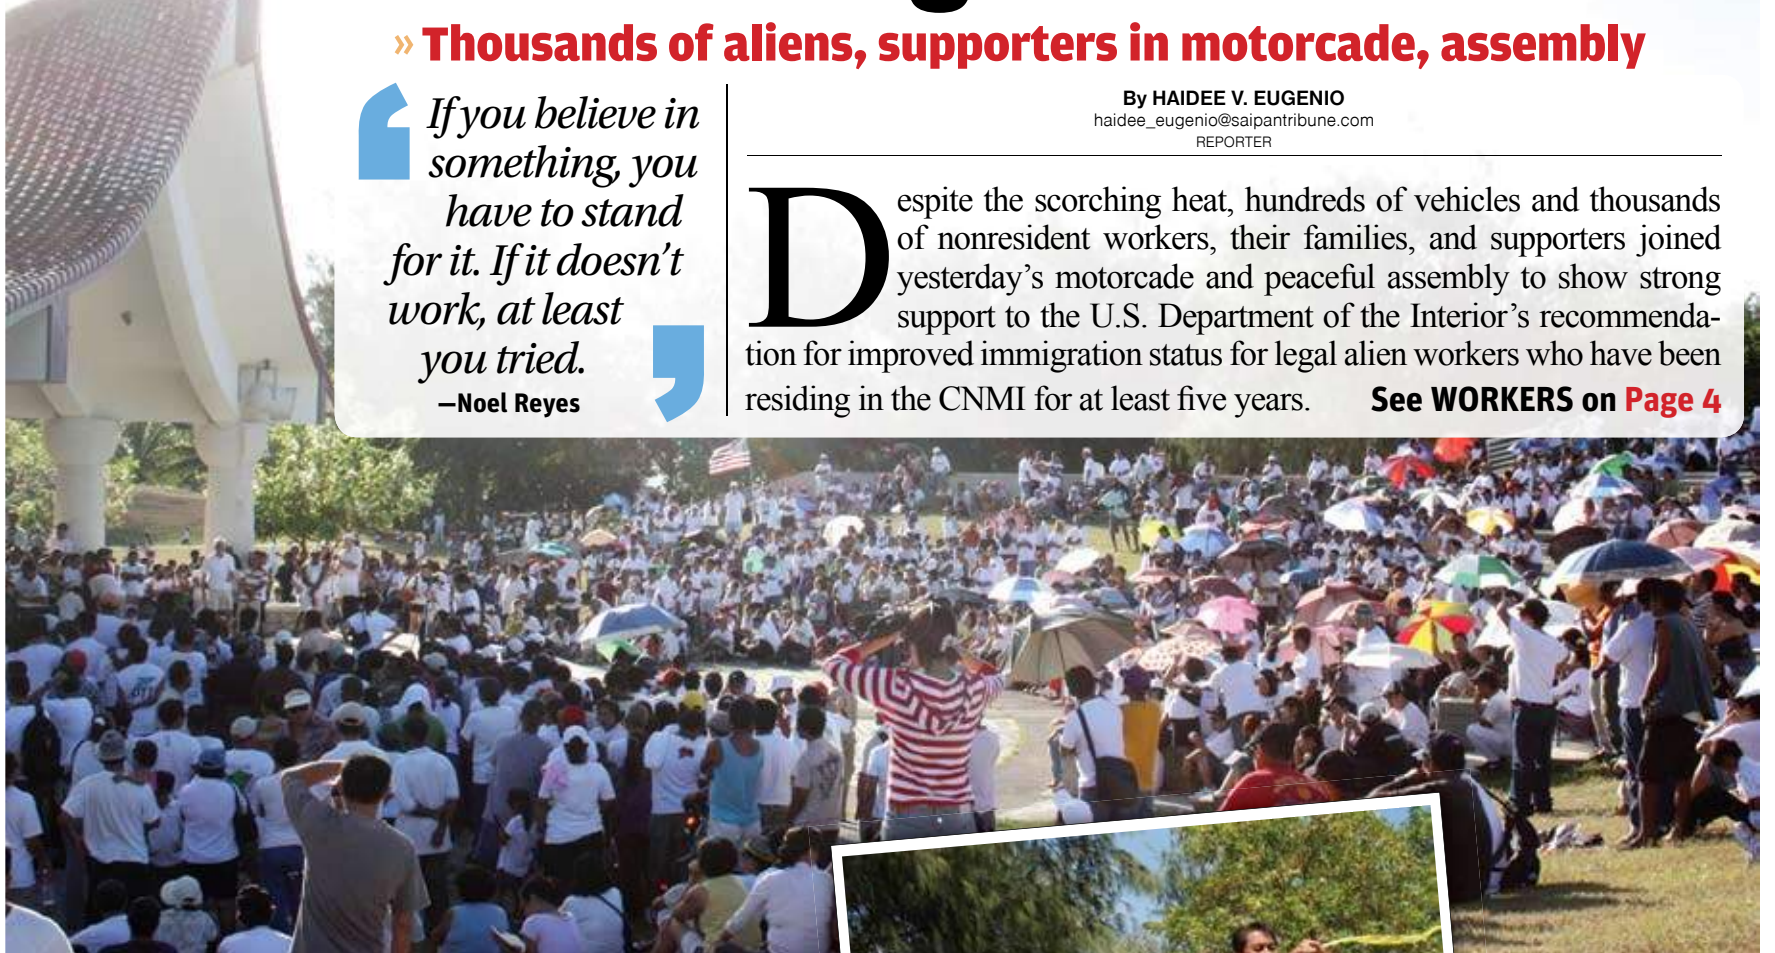 » Thousands of aliens, supporters in motorcade, assembly
‘ If you believe in
something, you
have to stand
for it. If it doesn’t
work, at least
you tried. ’
—Noel Reyes
By HAIDEE V. EUGENIO
haidee_eugenio@saipantribune.com
REPORTER
Despite the scorching heat, hundreds of vehicles and thousands
of nonresident workers, their families, and supporters joined
yesterday’s motorcade and peaceful assembly to show strong
support to the U.S. Department of the Interior’s recommenda-
tion for improved immigration status for legal alien workers who have been
residing in the CNMI for at least five years. See WORKERS on Page 4